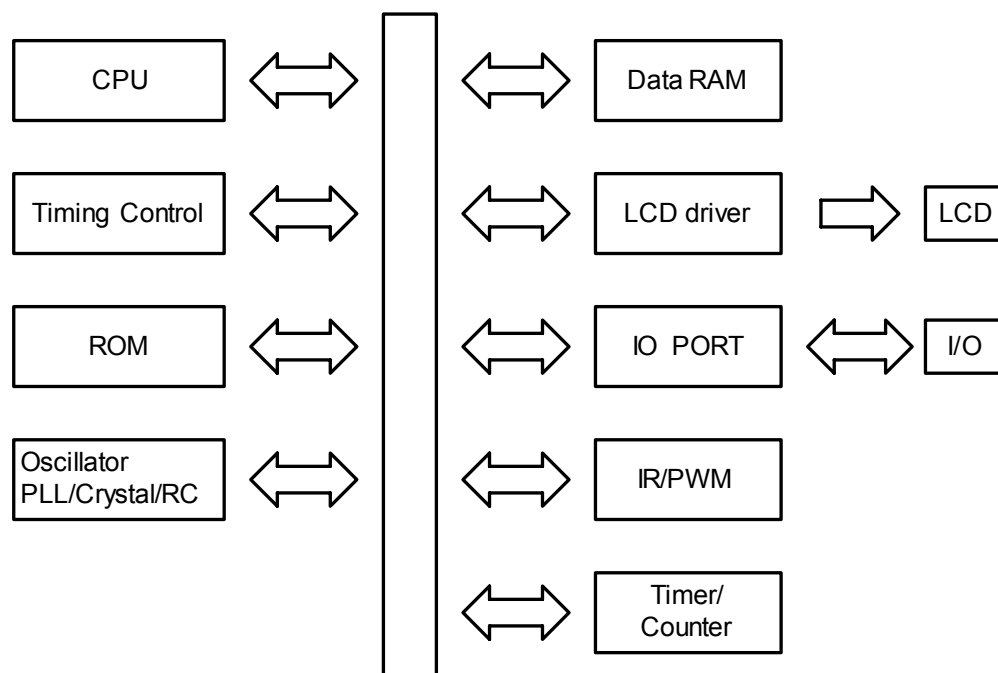 CPU
Data RAM
Timing Control
LCD driver
LCD
ROM
IO PORT
I/O
Oscillator
PLL/Crystal/RC
IR/PWM
Timer/
Counter